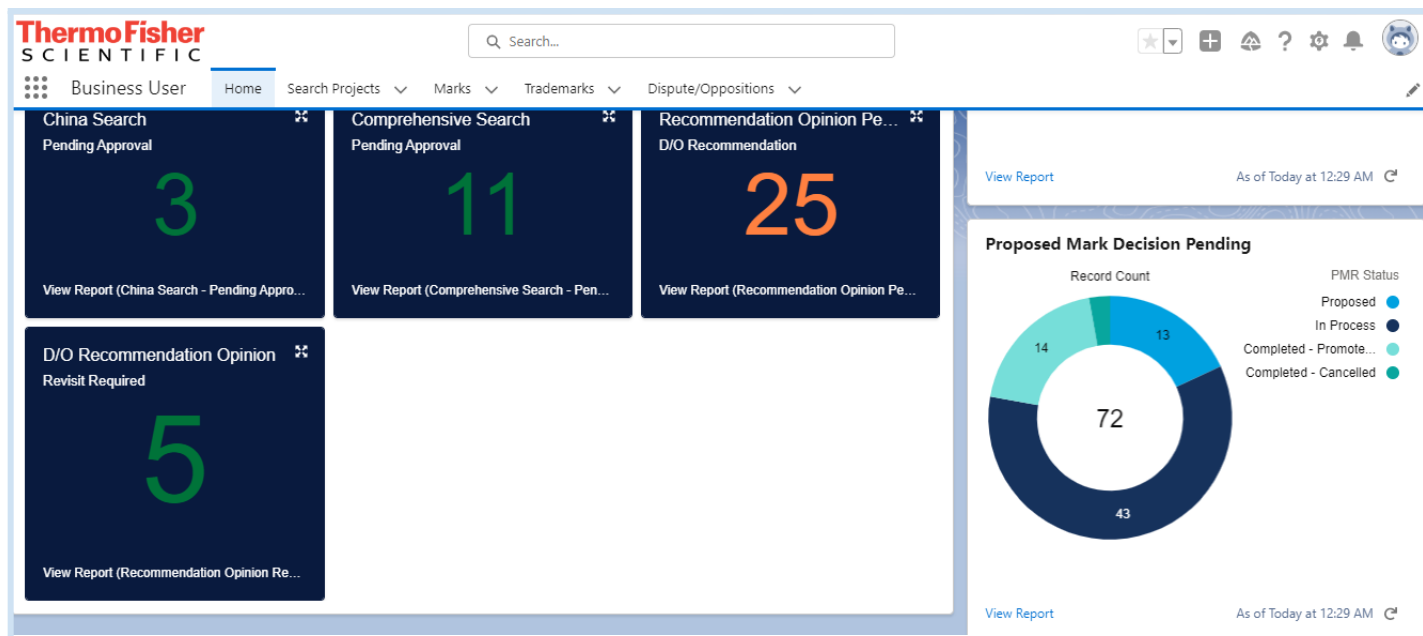 ThermoFisher
SCIENTIFIC
Search...
Business User
Home
Search Projects
Marks
Trademarks
Dispute/Oppositions
China Search
Pending Approval
3
View Report (China Search - Pending Appro...
Comprehensive Search
Pending Approval
11
View Report (Comprehensive Search - Pen...
Recommendation Opinion Pe...
D/O Recommendation
25
View Report (Recommendation Opinion Pe...
D/O Recommendation Opinion
Revisit Required
5
View Report (Recommendation Opinion Re...
View Report
As of Today at 12:29 AM
Proposed Mark Decision Pending
Record Count
PMR Status
Proposed
In Process
Completed - Promote...
Completed - Cancelled
13
14
72
43
View Report
As of Today at 12:29 AM